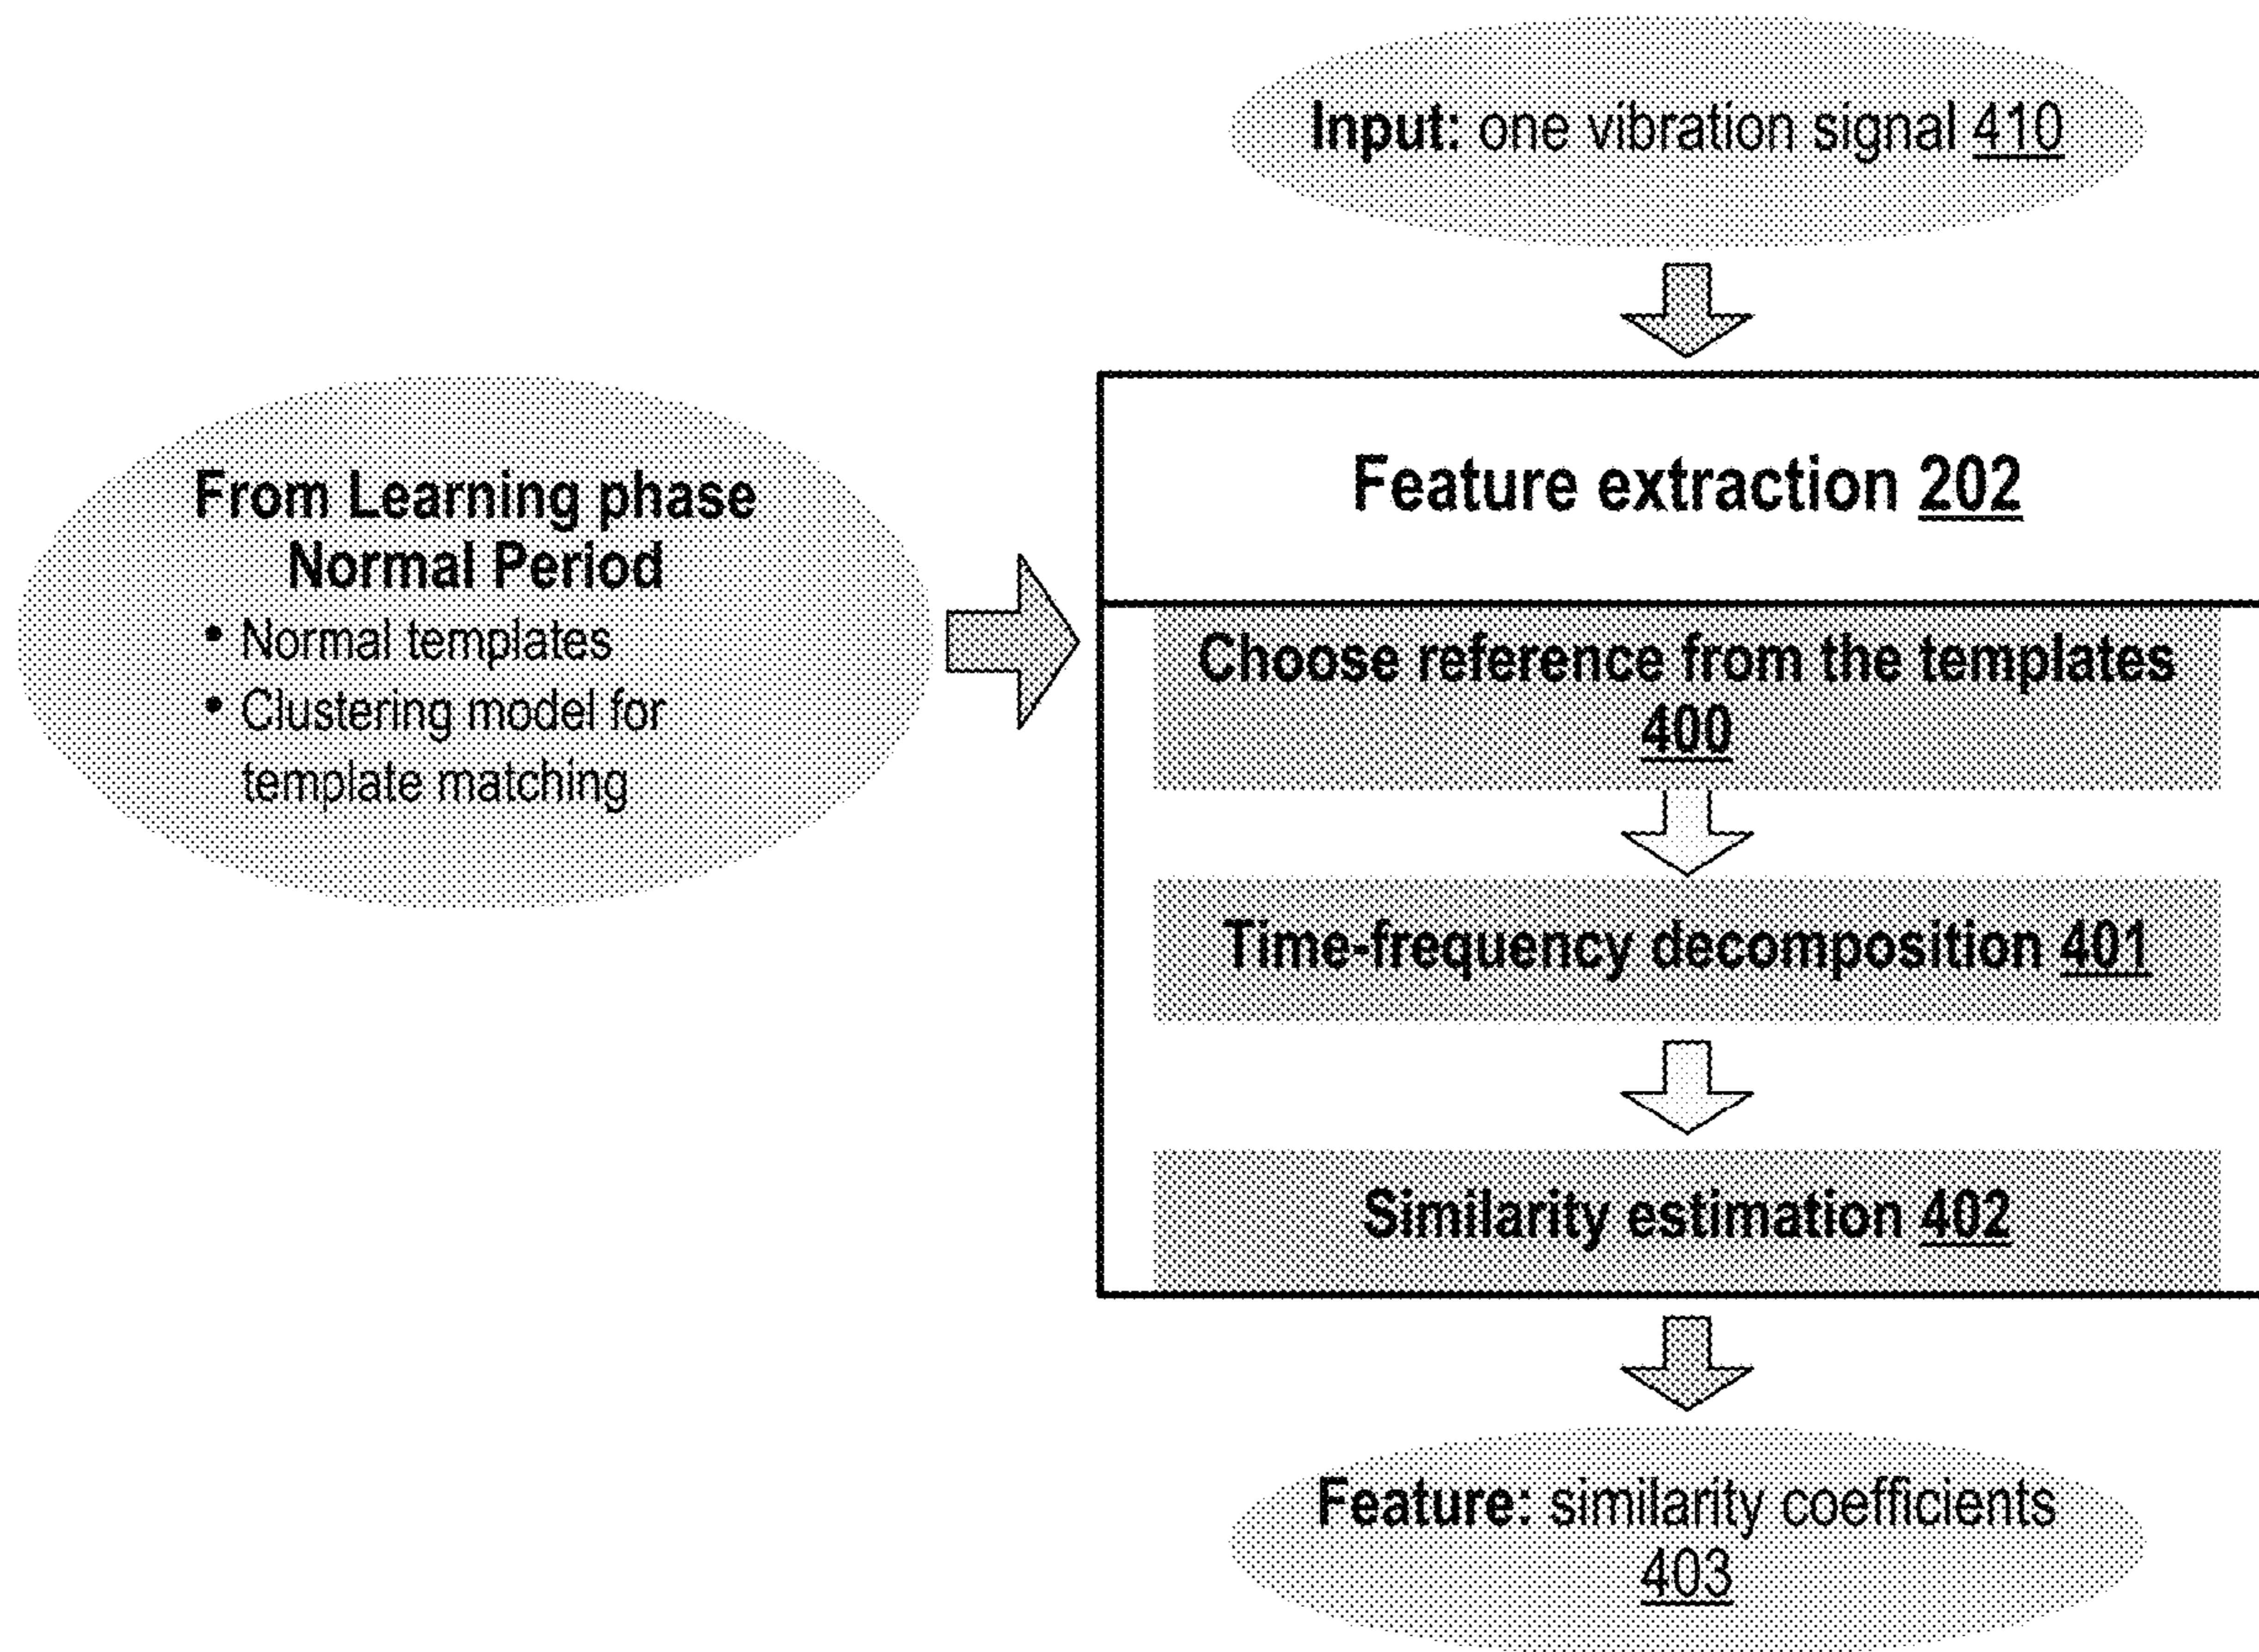 Input: one vibration signal 410
Feature extraction 202
From Learning phase
Normal Period
• Normal templates
• Clustering model for
template matching
Choose reference from the templates
400
Time-frequency decomposition 401
Similarity estimation 402
Feature: similarity coefficients
403